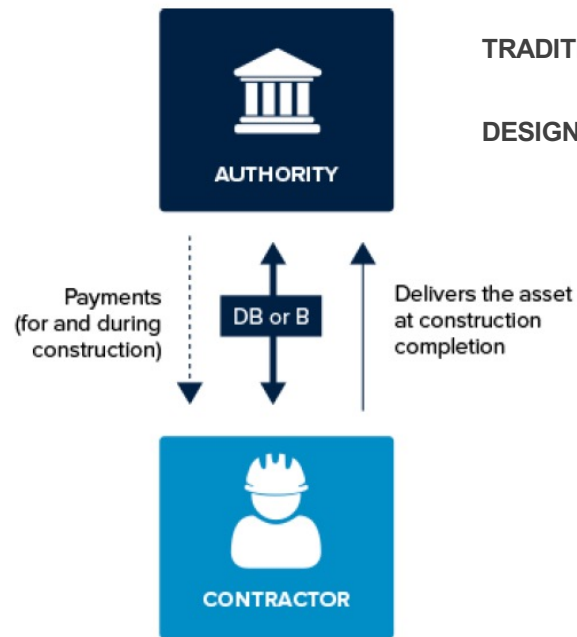 TRADIT
DESIGN
AUTHORITY
Payments
(for and during
construction)
DB or B
Delivers the asset
at construction
completion
CONTRACTOR